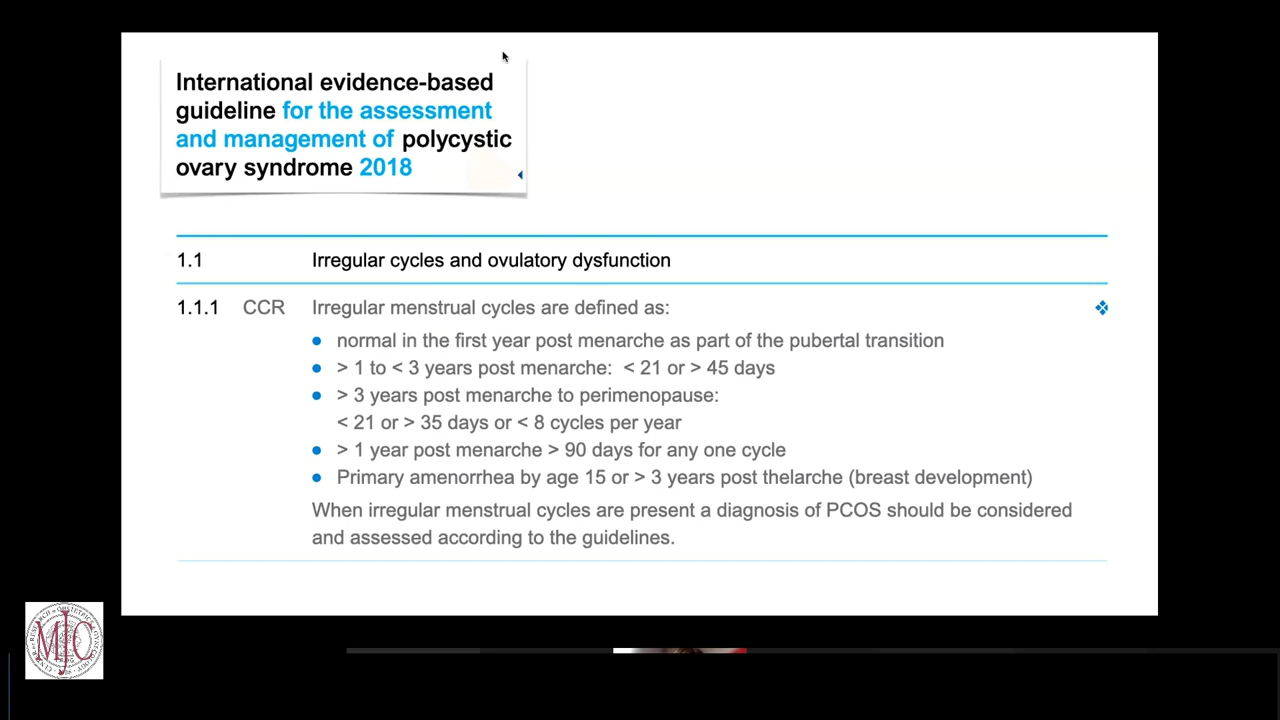 International evidence-based
guideline for the assessment
and management of polycystic
ovary syndrome 2018
1.1 Irregular cycles and ovulatory dysfunction
1.1.1 CCR Irregular menstrual cycles are defined as:
normal in the first year post menarche as part of the pubertal transition
> 1 to < 3 years post menarche: < 21 or > 45 days
> 3 years post menarche to perimenopause:
< 21 or > 35 days or < 8 cycles per year
> 1 year post menarche > 90 days for any one cycle
Primary amenorrhea by age 15 or > 3 years post thelarche (breast development)
When irregular menstrual cycles are present a diagnosis of PCOS should be considered
and assessed according to the guidelines.
MJC